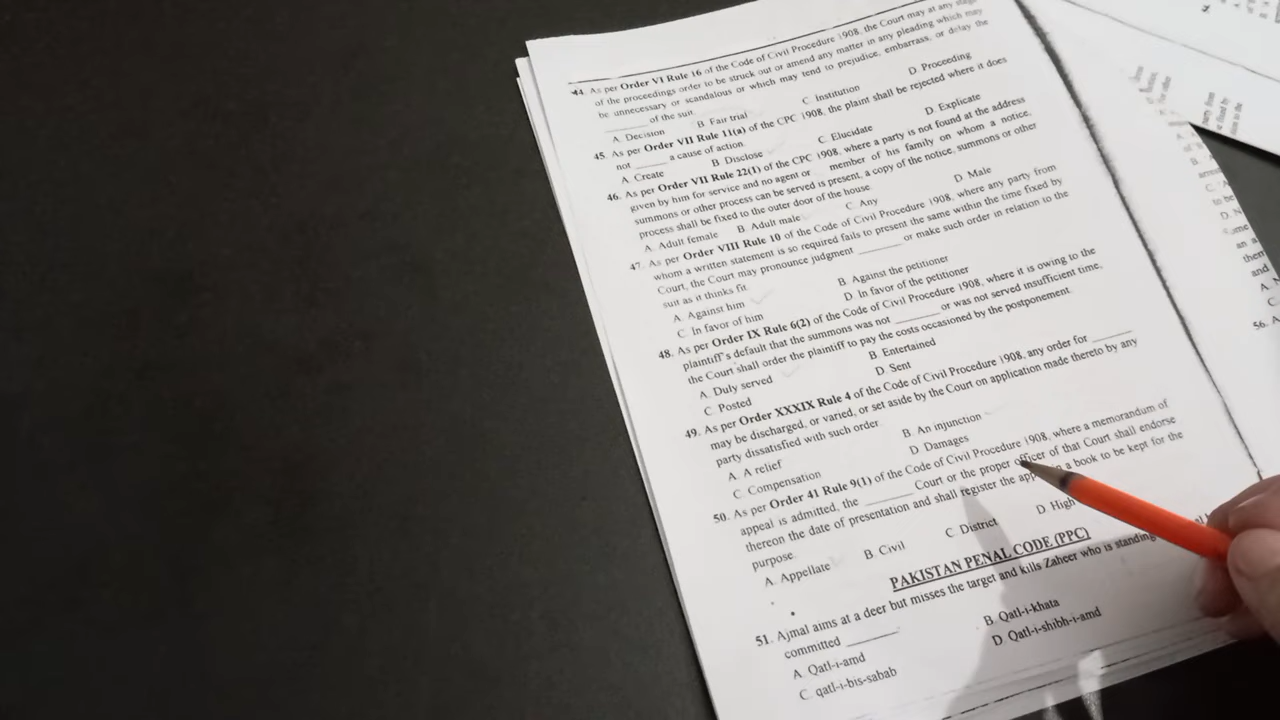 44. As per Order VI Rule 16 of the Code of Civil Procedure 1908, the Court may at any stage
of the proceedings order to be struck out or amend any matter in any pleading which may
be unnecessary or scandalous or which may tend to prejudice, embarrass, or delay the
_______ of the suit.
A. Decision B. Fair trial C. Institution D. Proceeding
45. As per Order VII Rule 11(a) of the CPC 1908, the plaint shall be rejected where it does
not _____ a cause of action.
A. Create B. Disclose C. Elucidate D. Explicate
46. As per Order VII Rule 22(1) of the CPC 1908, where a party is not found at the address
given by him for service and no agent or ___ member of his family on whom a notice,
summons or other process can be served is present, a copy of the notice, summons or other
process shall be fixed to the outer door of the house.
A. Adult female B. Adult male C. Any D. Male
47. As per Order VIII Rule 10 of the Code of Civil Procedure 1908, where any party from
whom a written statement is so required fails to present the same within the time fixed by
Court, the Court may pronounce judgment _______ or make such order in relation to the
suit as it thinks fit.
A. Against him B. Against the petitioner
C. In favor of him D. In favor of the petitioner
48. As per Order IX Rule 6(2) of the Code of Civil Procedure 1908, where it is owing to the
plaintiff's default that the summons was not _______ or was not served insufficient time,
the Court shall order the plaintiff to pay the costs occasioned by the postponement.
A. Duly served B. Entertained
C. Posted D. Sent
49. As per Order XXXIX Rule 4 of the Code of Civil Procedure 1908, any order for ______
may be discharged, or varied, or set aside by the Court on application made thereto by any
party dissatisfied with such order.
A. A relief B. An injunction
C. Compensation D. Damages
50. As per Order 41 Rule 9(1) of the Code of Civil Procedure 1908, where a memorandum of
appeal is admitted, the _______ Court or the proper officer of that Court shall endorse
thereon the date of presentation and shall register the in a book to be kept for the
purpose.
A. Appellate B. Civil C. District D. High
PAKISTAN PENAL CODE (PPC)
51. Ajmal aims at a deer but misses the target and kills Zaheer who is standing
committed _______
A. Qatl-i-amd B. Qatl-i-khata
C. qatl-i-bis-sabab D. Qatl-i-shibh-i-amd
56.